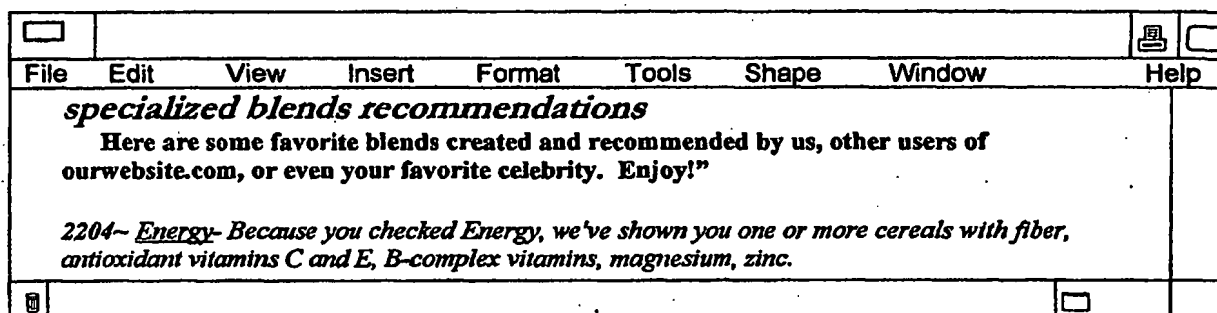 File Edit View Insert Format Tools Shape Window Help
specialized blends recommendations
Here are some favorite blends created and recommended by us, other users of
ourwebsite.com, or even your favorite celebrity. Enjoy!”
2204~ Energy- Because you checked Energy, we've shown you one or more cereals with fiber,
antioxidant vitamins C and E, B-complex vitamins, magnesium, zinc.